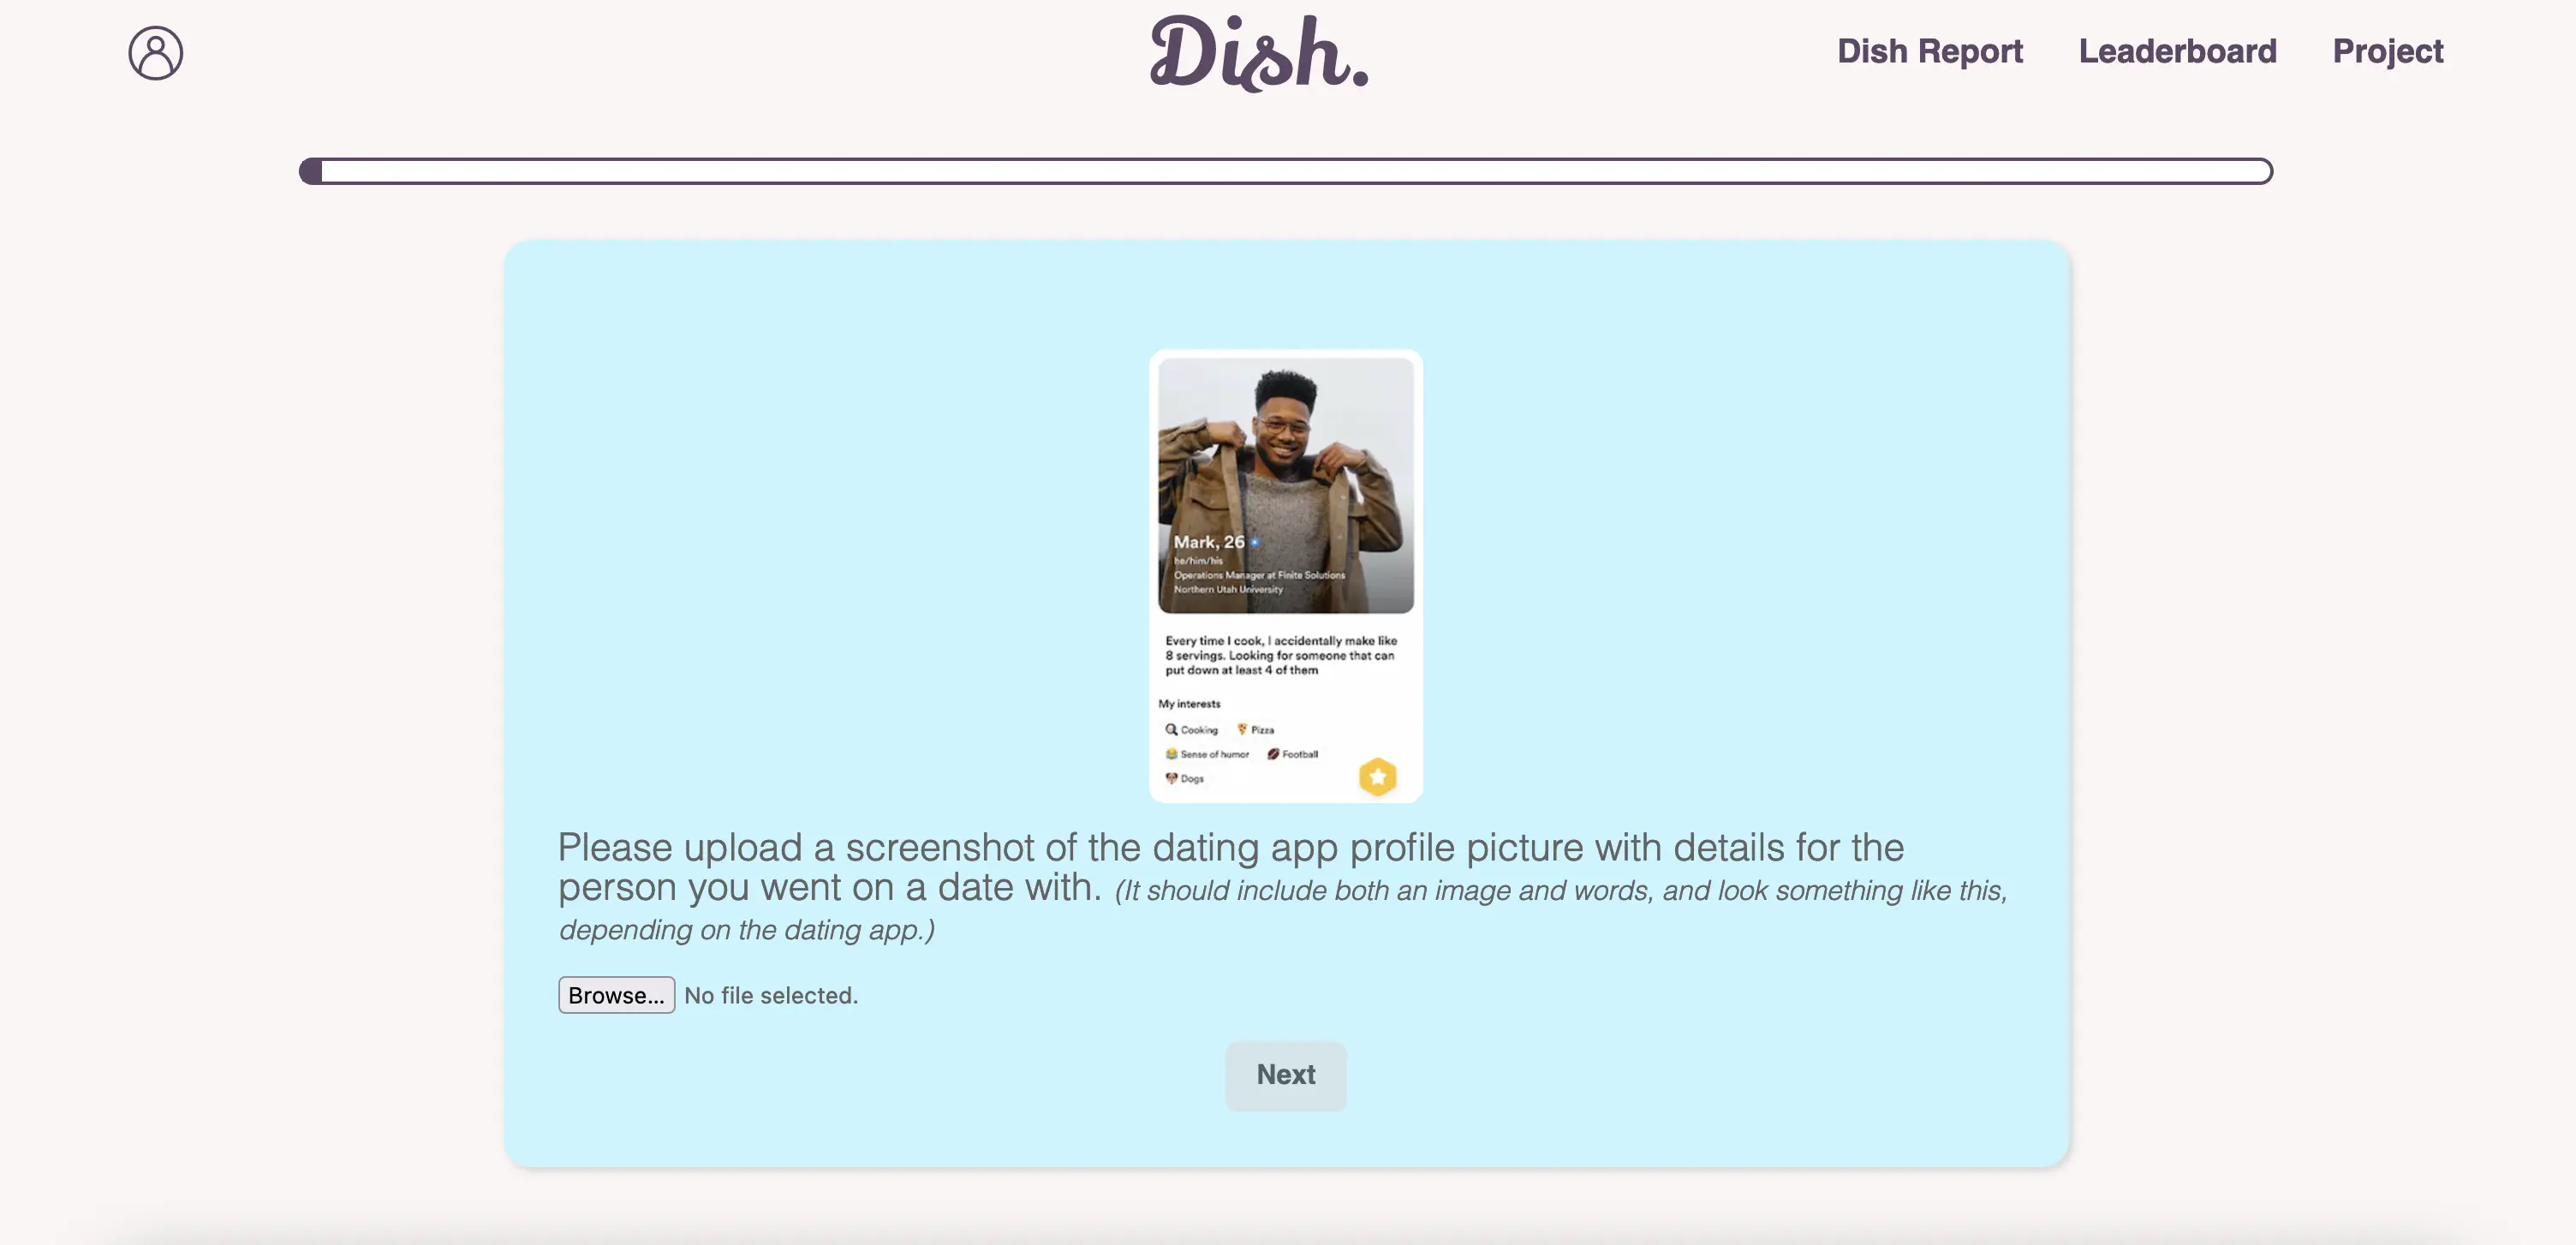 Dish.
Dish Report
Leaderboard
Project
Mark, 26
he/him/his
Operations Manager at Finite Solutions
Northern Utah University
Every time I cook, I accidentally make like
8 servings. Looking for someone that can
put down at least 4 of them
My interests
Cooking
Pizza
Sense of humor
Football
Dogs
Please upload a screenshot of the dating app profile picture with details for the
person you went on a date with. (It should include both an image and words, and look something like this,
depending on the dating app.)
Browse... No file selected.
Next